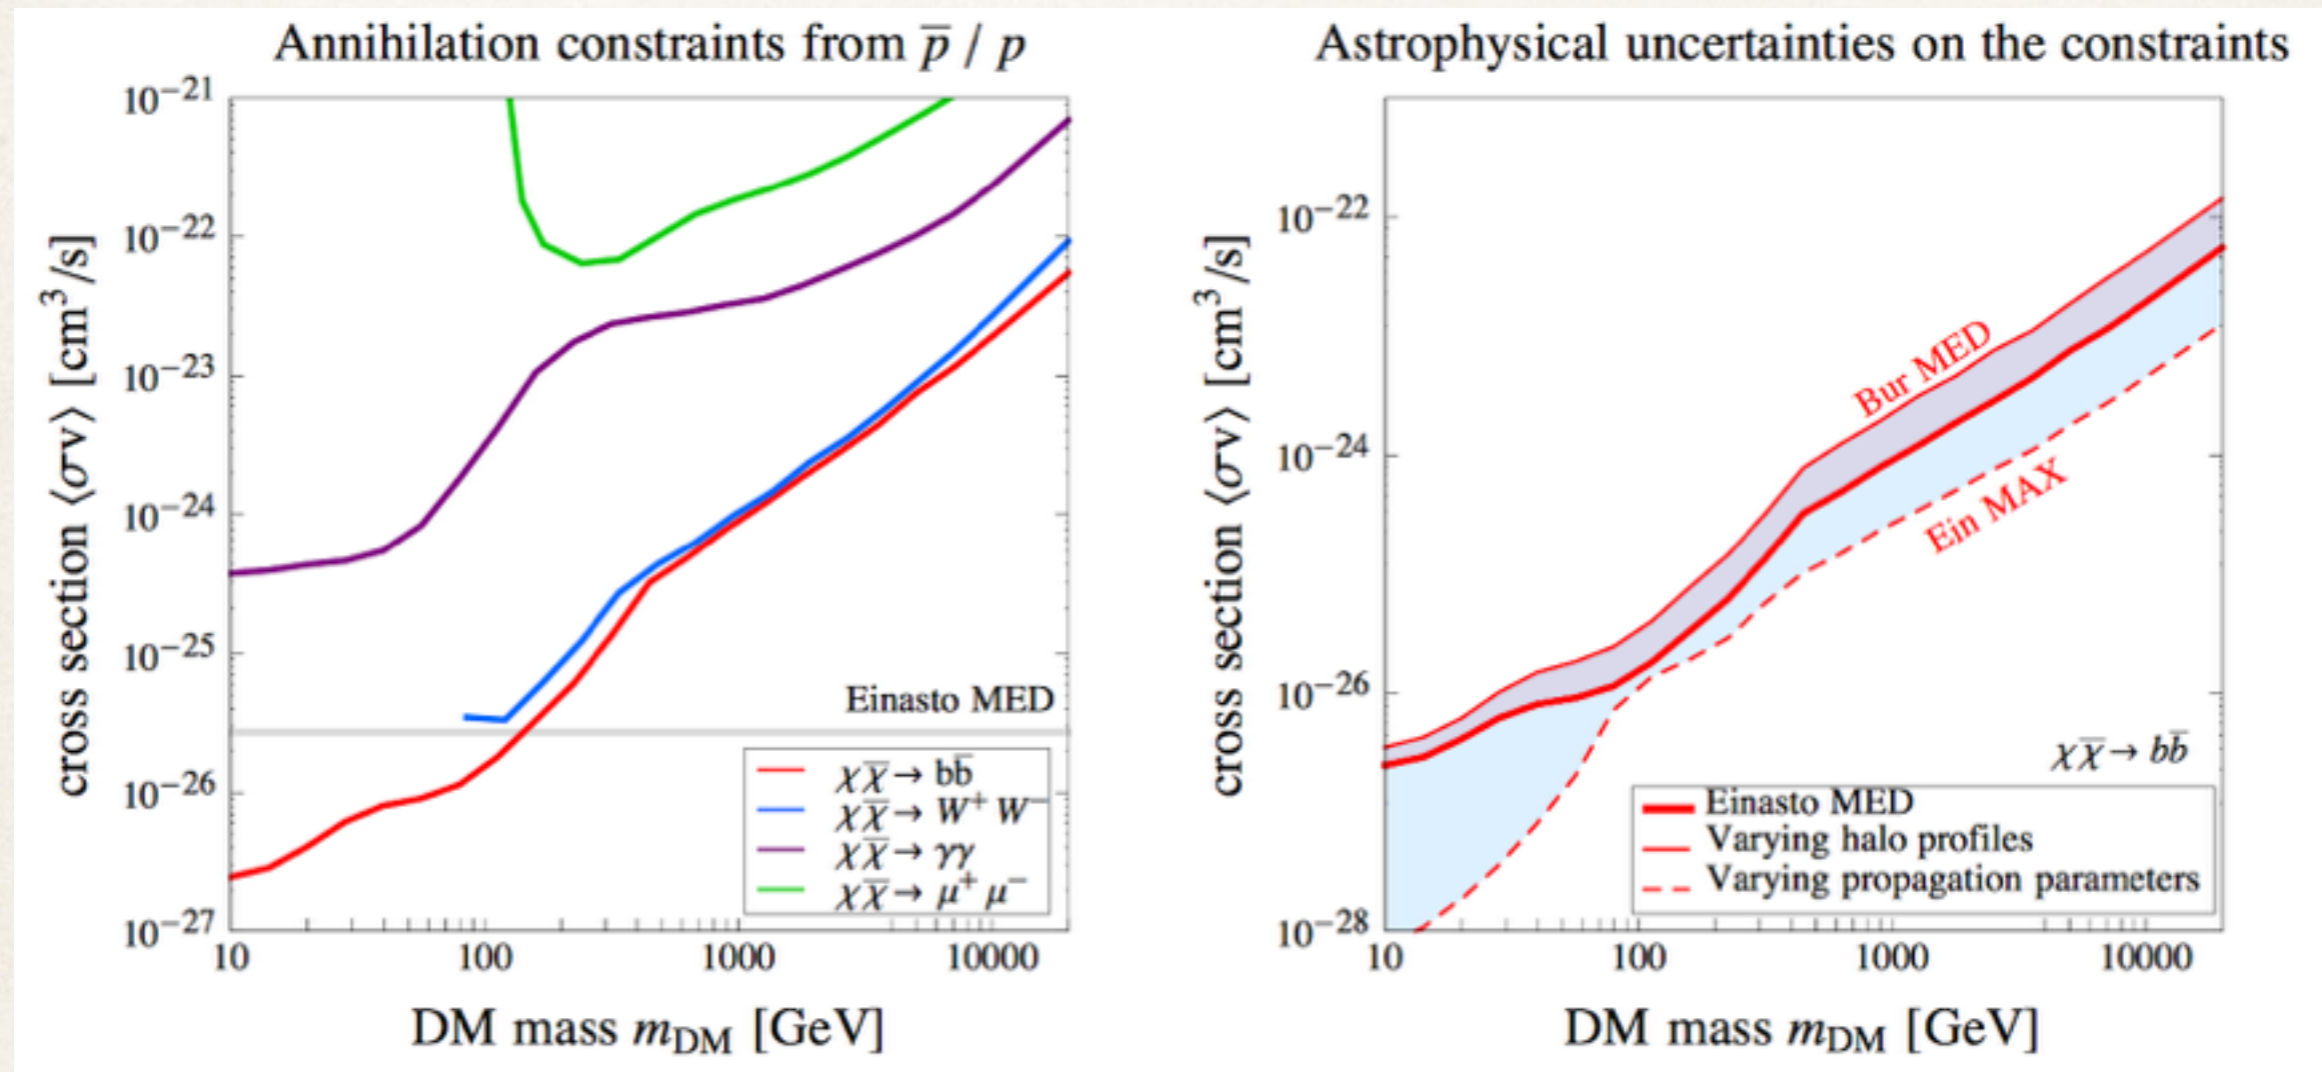 Annihilation constraints from p̅ / p
10⁻²¹
10⁻²²
10⁻²³
10⁻²⁴
10⁻²⁵
10⁻²⁶
10⁻²⁷
cross section ⟨σv⟩ [cm³/s]
Einasto MED
χχ̅ → bb̅
χχ̅ → W⁺ W⁻
χχ̅ → γγ
χχ̅ → μ⁺ μ⁻
10 100 1000 10000
DM mass m_DM [GeV]
Astrophysical uncertainties on the constraints
10⁻²²
10⁻²⁴
10⁻²⁶
10⁻²⁸
cross section ⟨σv⟩ [cm³/s]
Bur MED
Ein MAX
χχ̅ → bb̅
Einasto MED
Varying halo profiles
Varying propagation parameters
10 100 1000 10000
DM mass m_DM [GeV]